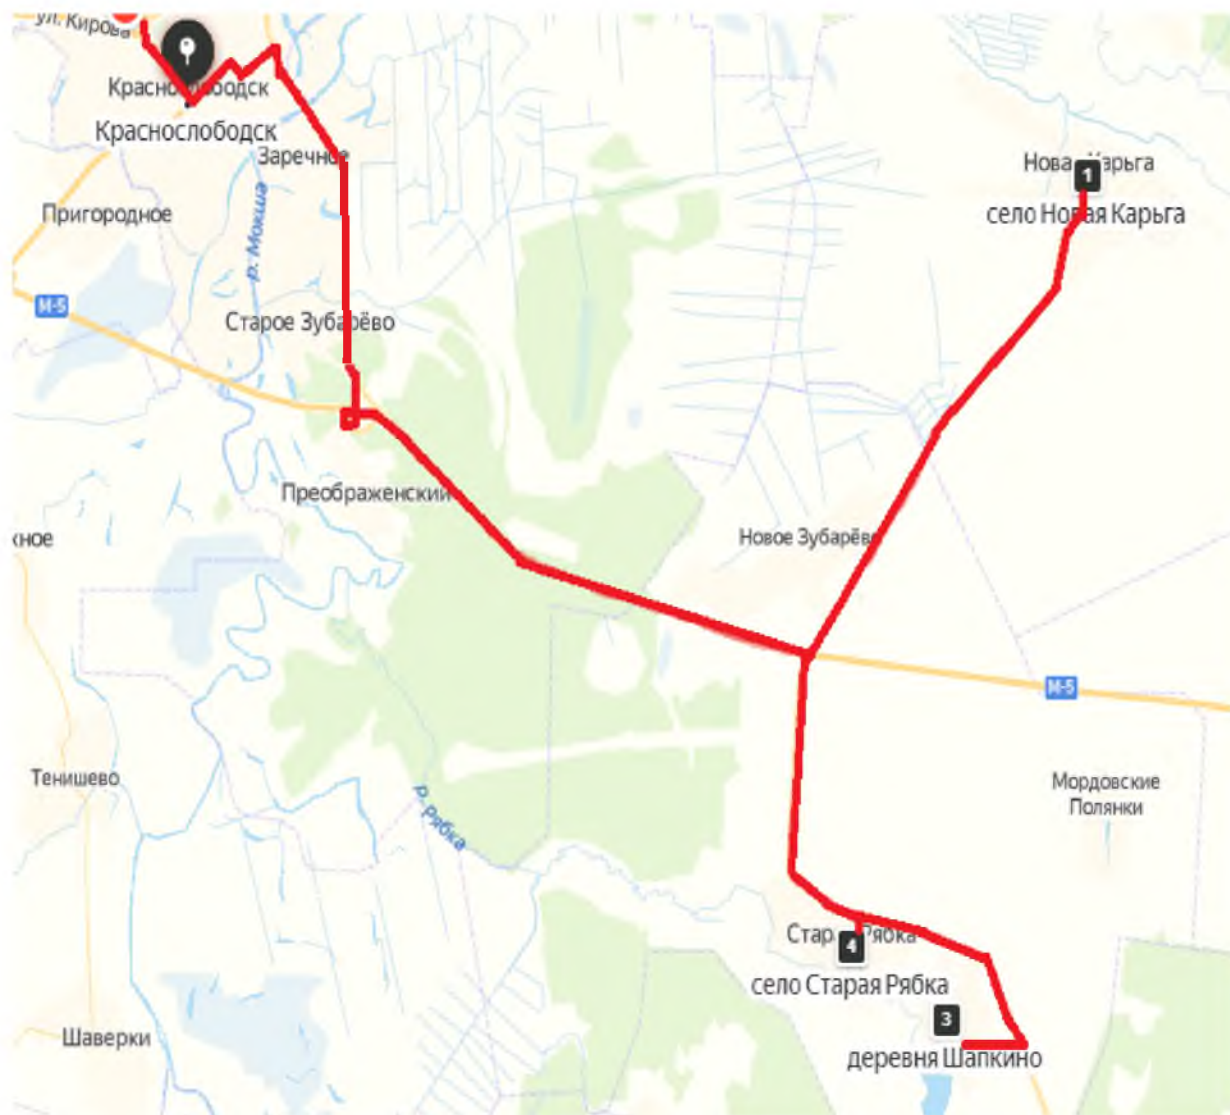 ул. Кирова
Краснослободск
Краснослободск
Заречное
1
село Новая Карьга
Пригородное
р. Мокша
М-5
Старое Зубарёво
Преображенский
Новое Зубарёво
М-5
Тенишево
Мордовские
Полянки
р. Рябка
4
село Старая Рябка
3
Шаверки
деревня Шапкино